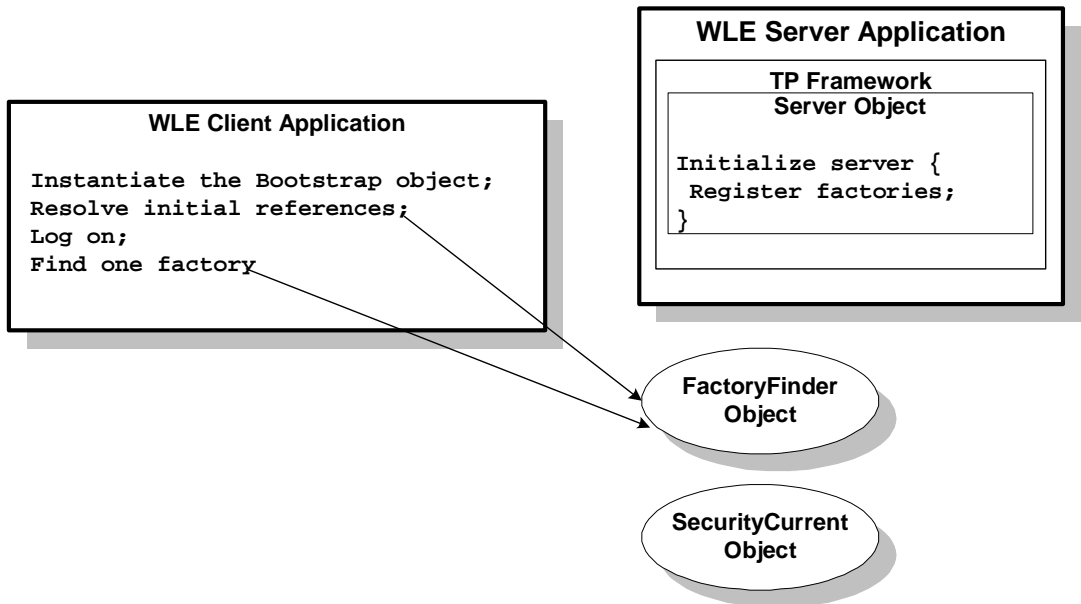 WLE Client Application
Instantiate the Bootstrap object;
Resolve initial references;
Log on;
Find one factory
WLE Server Application
TP Framework
Server Object
Initialize server {
Register factories;
}
FactoryFinder
Object
SecurityCurrent
Object